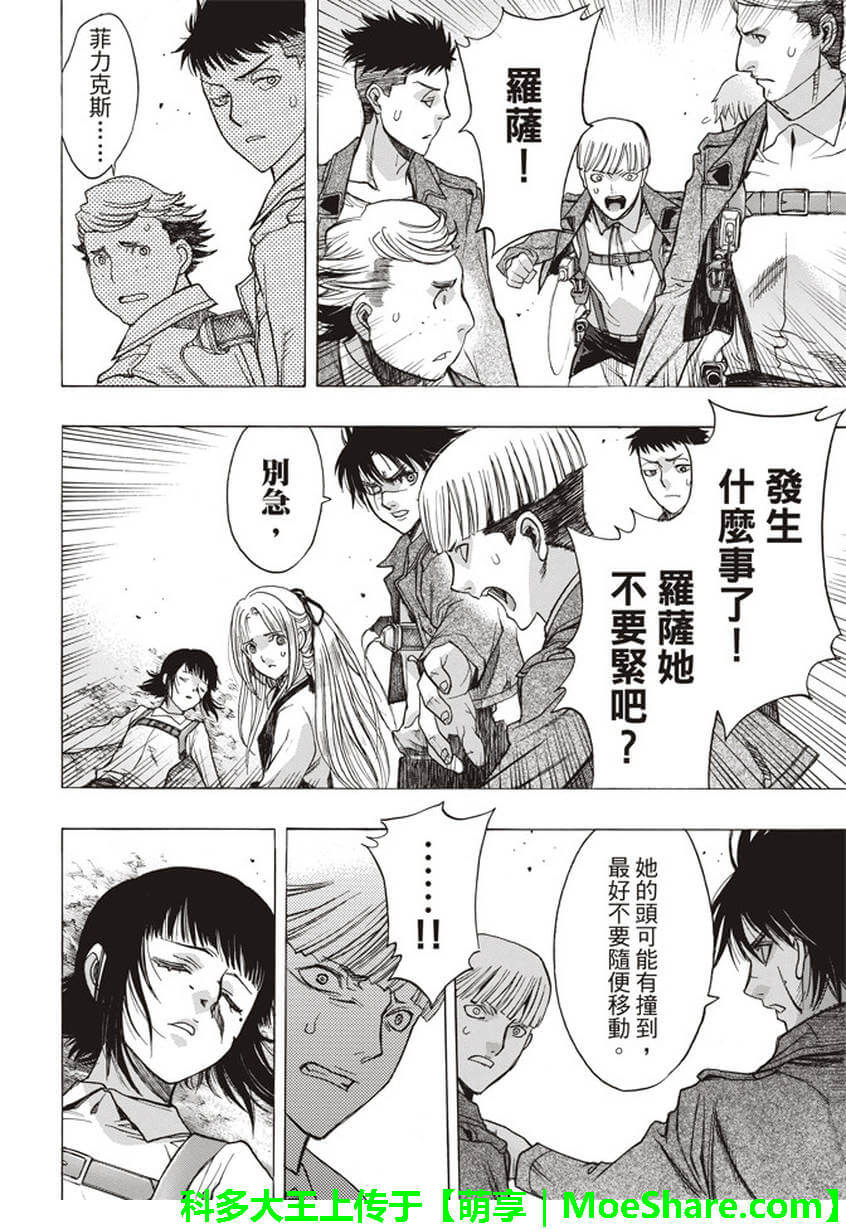 羅薩！
菲力克斯……
發生
什麼事了！
羅薩她
不要緊吧？
別急，
她的頭可能有撞到，
最好不要隨便移動。
……!!
科多大王上传于【萌享｜MoeShare.com】